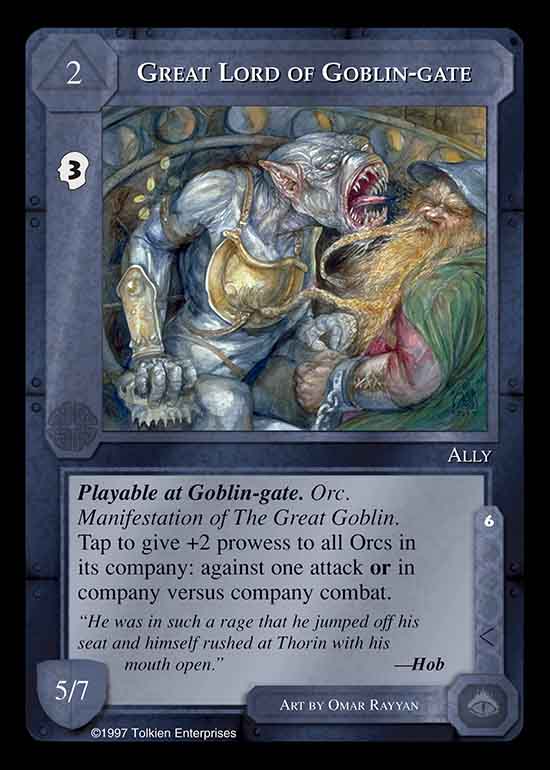 2
GREAT LORD OF GOBLIN-GATE
3
ALLY
Playable at Goblin-gate. Orc.
Manifestation of The Great Goblin.
Tap to give +2 prowess to all Orcs in
its company: against one attack or in
company versus company combat.
“He was in such a rage that he jumped off his
seat and himself rushed at Thorin with his
mouth open.” —Hob
6
5/7
ART BY OMAR RAYYAN
©1997 Tolkien Enterprises